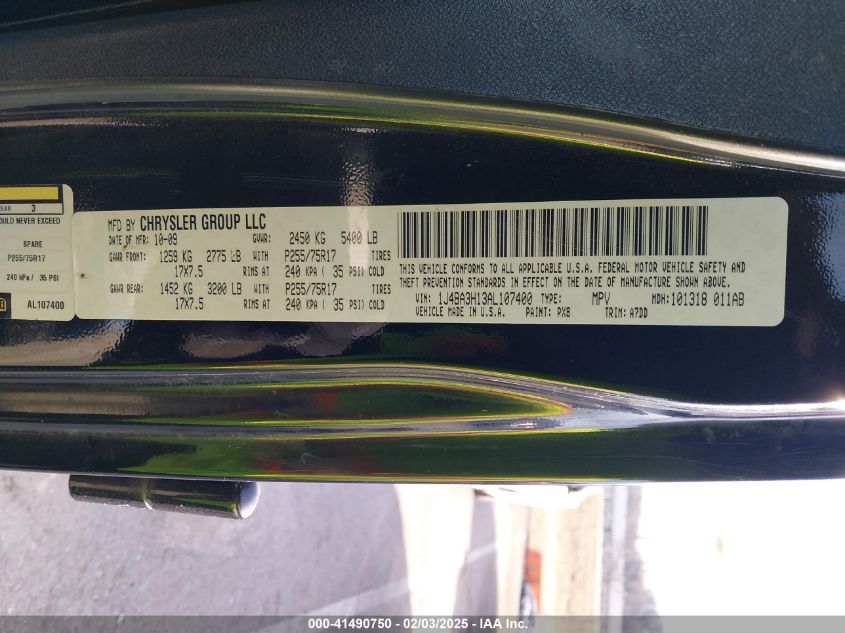 EAR 3
OULD NEVER EXCEED
SPARE
P255/75R17
240 kPa / 35 PSI
AL107400
MFD BY CHRYSLER GROUP LLC
DATE OF MFR: 10-09 GVWR: 2450 KG 5400 LB
GAWR FRONT: 1259 KG 2775 LB WITH P255/75R17 TIRES
17X7.5 RIMS AT 240 KPA ( 35 PSI) COLD
GAWR REAR: 1452 KG 3200 LB WITH P255/75R17 TIRES
17X7.5 RIMS AT 240 KPA ( 35 PSI) COLD
THIS VEHICLE CONFORMS TO ALL APPLICABLE U.S.A. FEDERAL MOTOR VEHICLE SAFETY AND
THEFT PREVENTION STANDARDS IN EFFECT ON THE DATE OF MANUFACTURE SHOWN ABOVE.
VIN: 1J4BA3H13AL107400 TYPE: MPV MDH: 101318 011AB
VEHICLE MADE IN U.S.A. PAINT: PX8 TRIM: A7DD
000-41490750 - 02/03/2025 - IAA Inc.